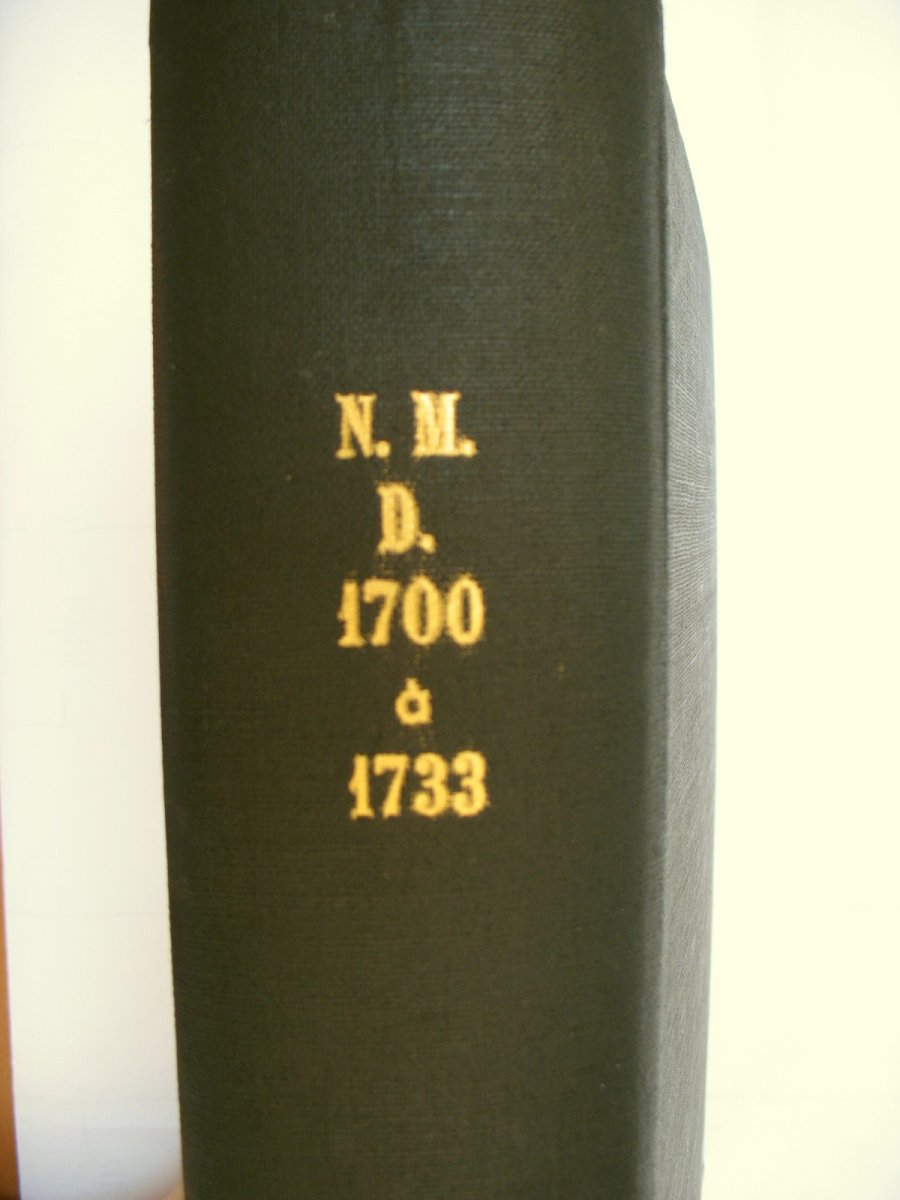 N. M.
D.
1700
à
1733